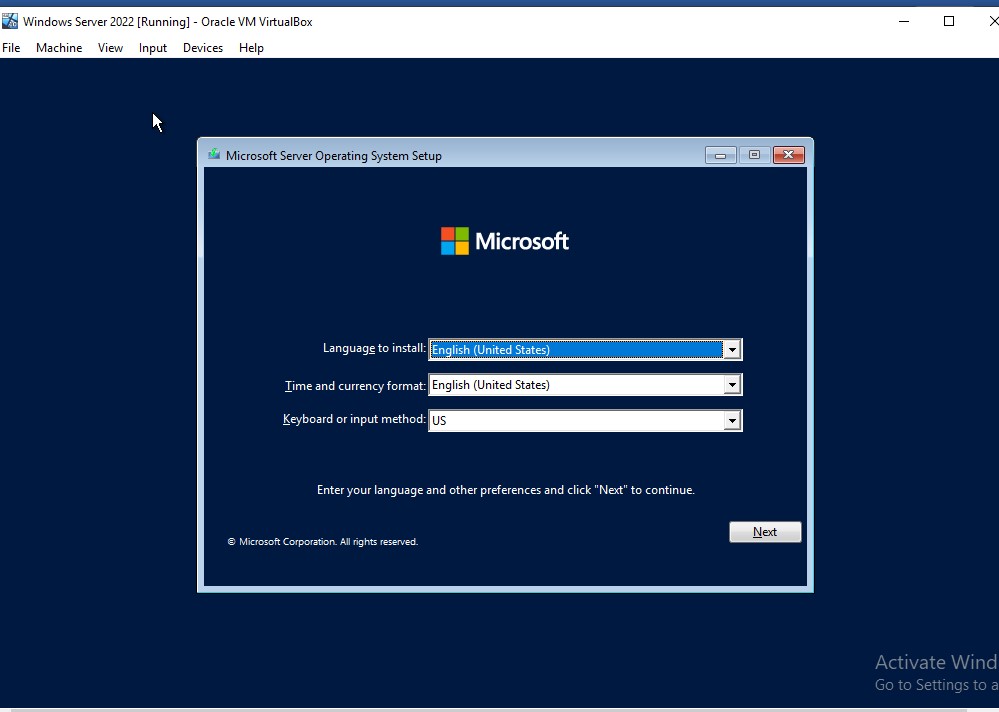 Windows Server 2022 [Running] - Oracle VM VirtualBox
File Machine View Input Devices Help
Microsoft Server Operating System Setup
Microsoft
Language to install: English (United States)
Time and currency format: English (United States)
Keyboard or input method: US
Enter your language and other preferences and click "Next" to continue.
Next
© Microsoft Corporation. All rights reserved.
Activate Wind
Go to Settings to a